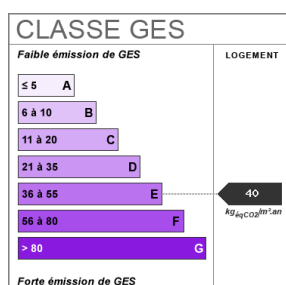 CLASSE GES
Faible émission de GES
LOGEMENT
≤ 5 A
6 à 10 B
11 à 20 C
21 à 35 D
36 à 55 E
40
kgéqCO2/m².an
56 à 80 F
> 80 G
Forte émission de GES